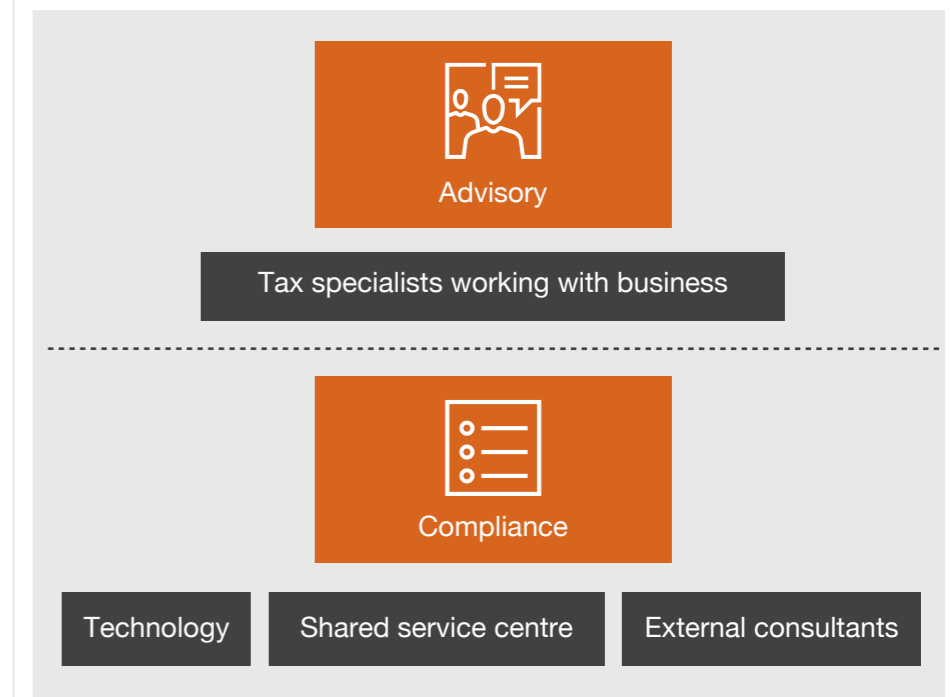 Advisory
Tax specialists working with business
Compliance
Technology
Shared service centre
External consultants